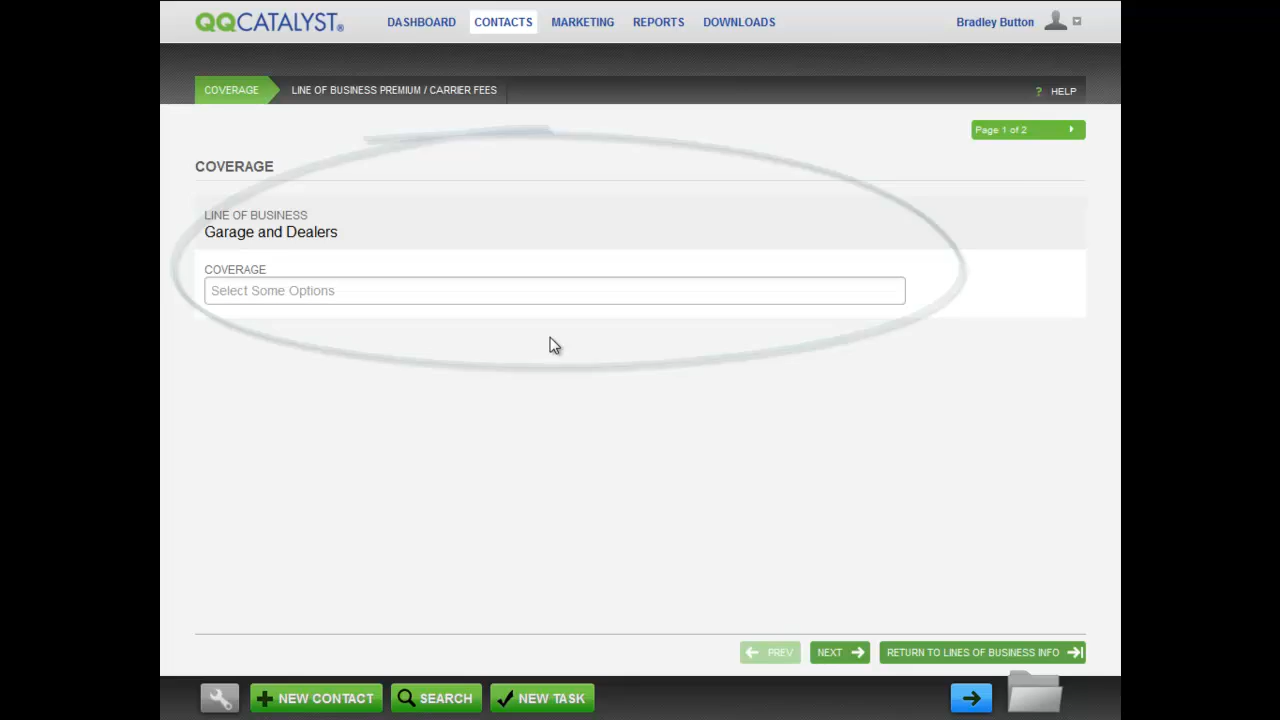 QQCATALYST®
DASHBOARD CONTACTS MARKETING REPORTS DOWNLOADS Bradley Button
COVERAGE LINE OF BUSINESS PREMIUM / CARRIER FEES ? HELP
Page 1 of 2
COVERAGE
LINE OF BUSINESS
Garage and Dealers
COVERAGE
Select Some Options
PREV NEXT RETURN TO LINES OF BUSINESS INFO
NEW CONTACT SEARCH NEW TASK